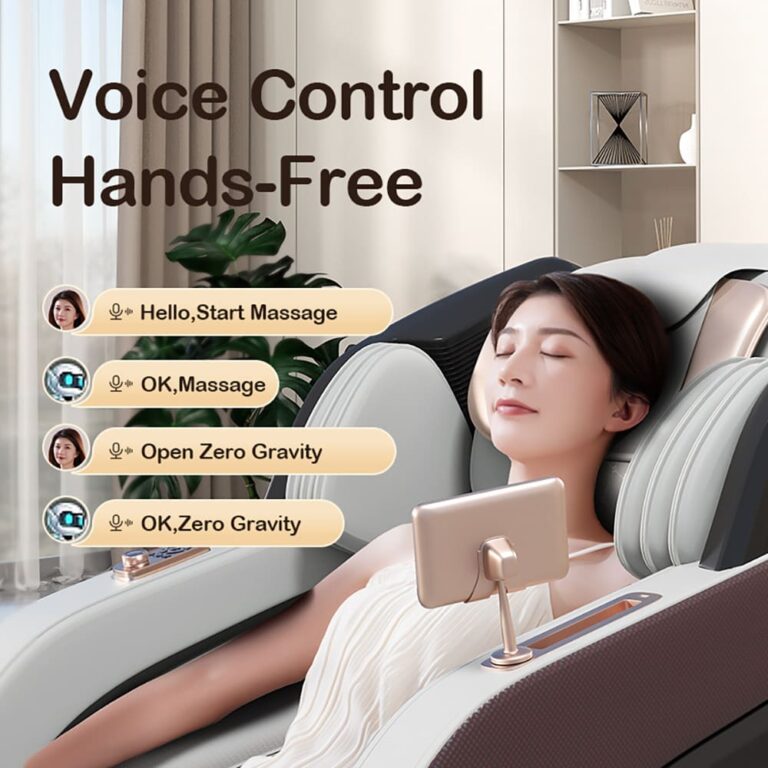 Voice Control
Hands-Free
Hello,Start Massage
OK,Massage
Open Zero Gravity
OK,Zero Gravity